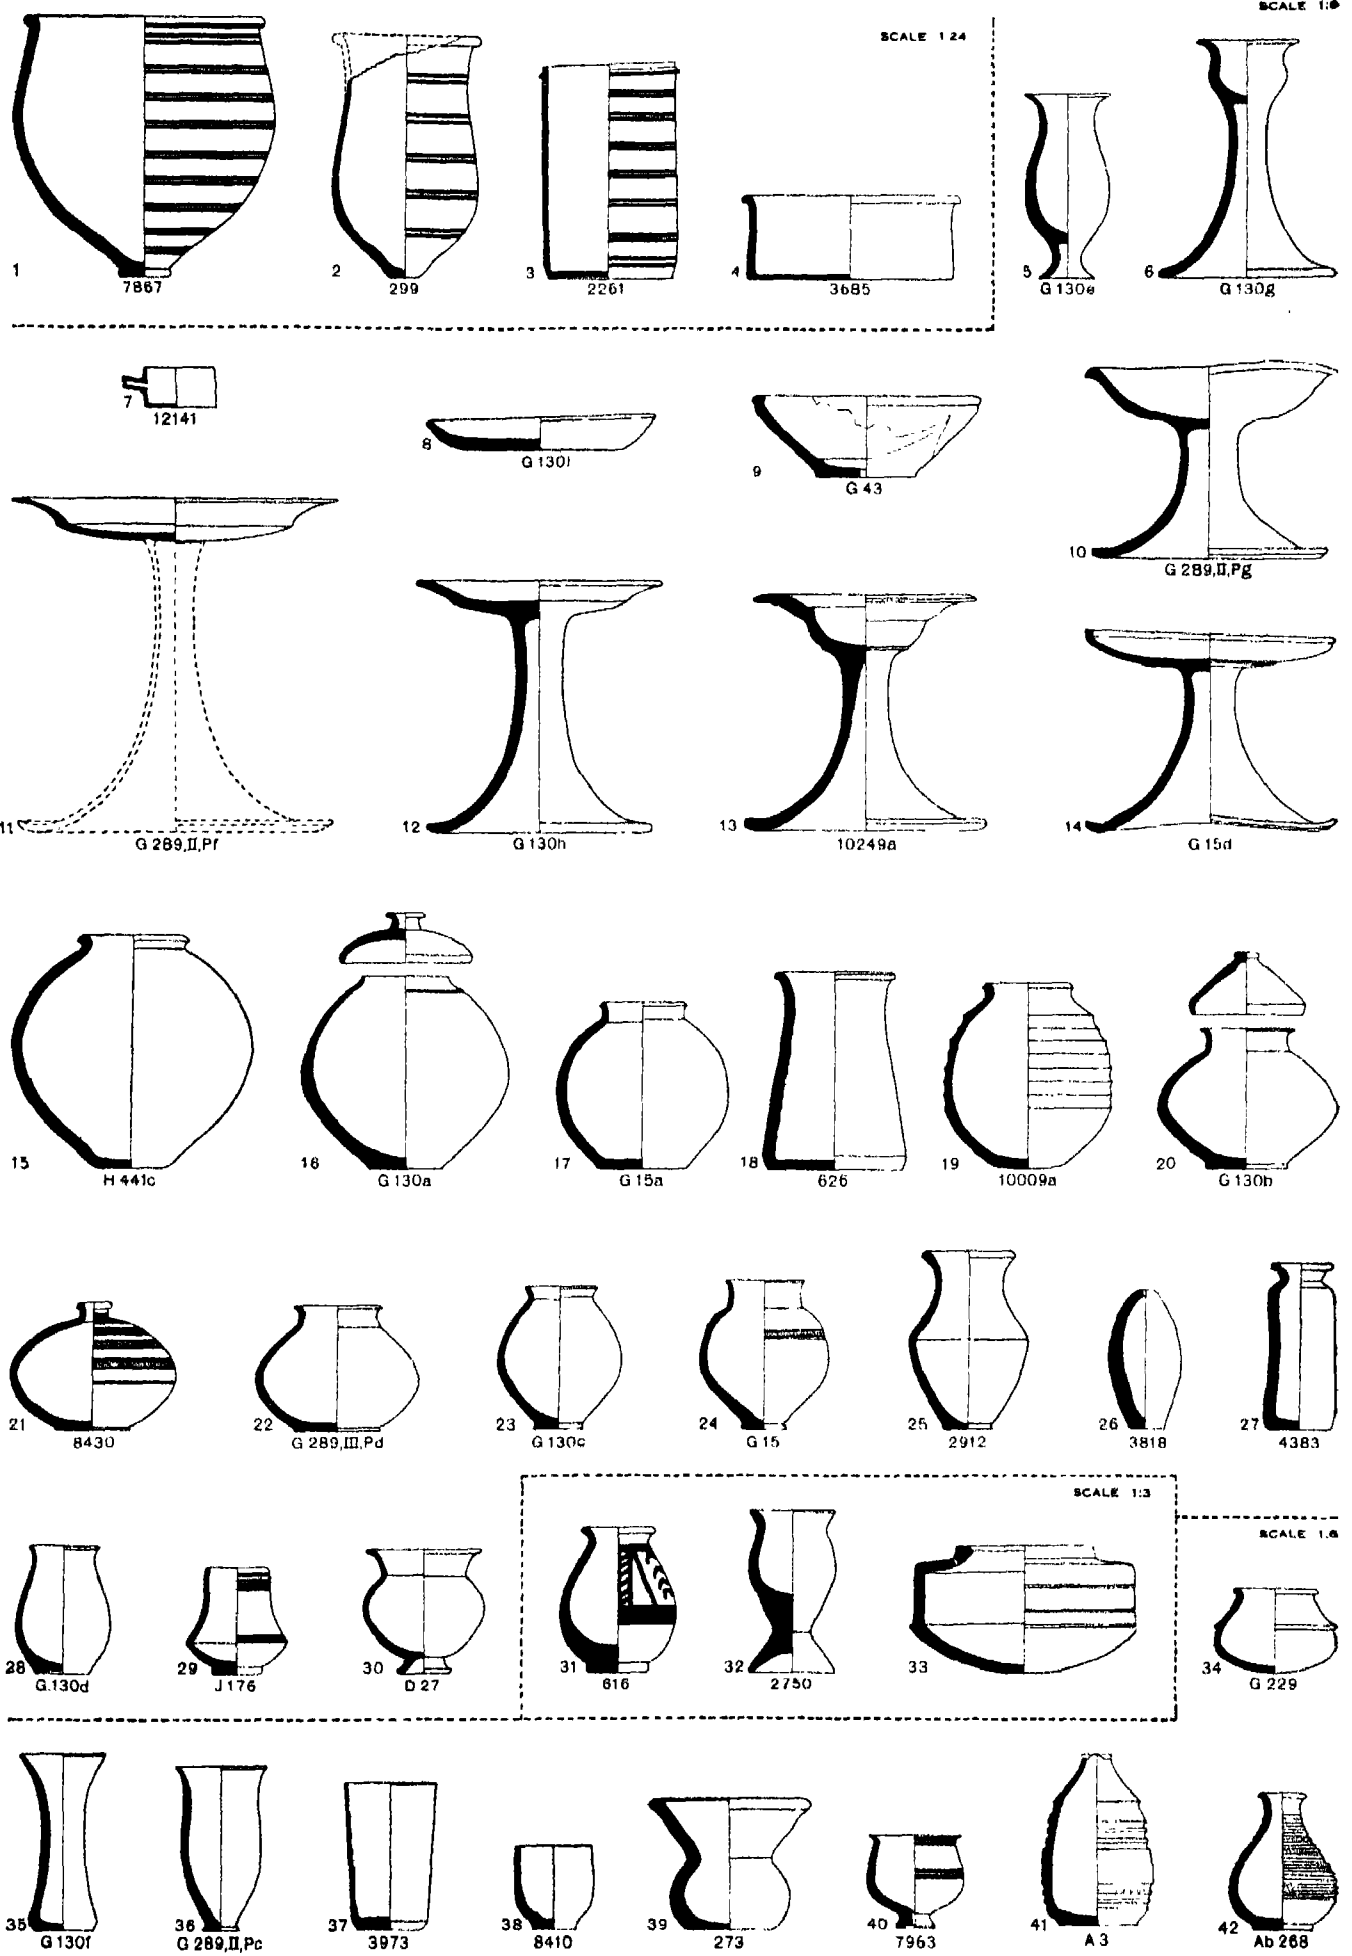 SCALE 1:
SCALE 1:24
1 2 3 4 5 6
7867 299 2261 3685 G 130e G 130g
7 8 9 10
12141 G 130i G 43 G 289,II,Pg
11 12 13 14
G 289,II,Pf G 130h 10249a G 15d
15 16 17 18 19 20
H 441c G 130a G 15a 626 10009a G 130b
21 22 23 24 25 26 27
8430 G 289,III,Pd G 130c G 15 2912 3818 4383
SCALE 1:3
SCALE 1:6
28 29 30 31 32 33 34
G.130d J 176 D 27 616 2750 G 229
35 36 37 38 39 40 41 42
G 130f G 289,II,Pc 3973 8410 273 7963 A 3 Ab 268